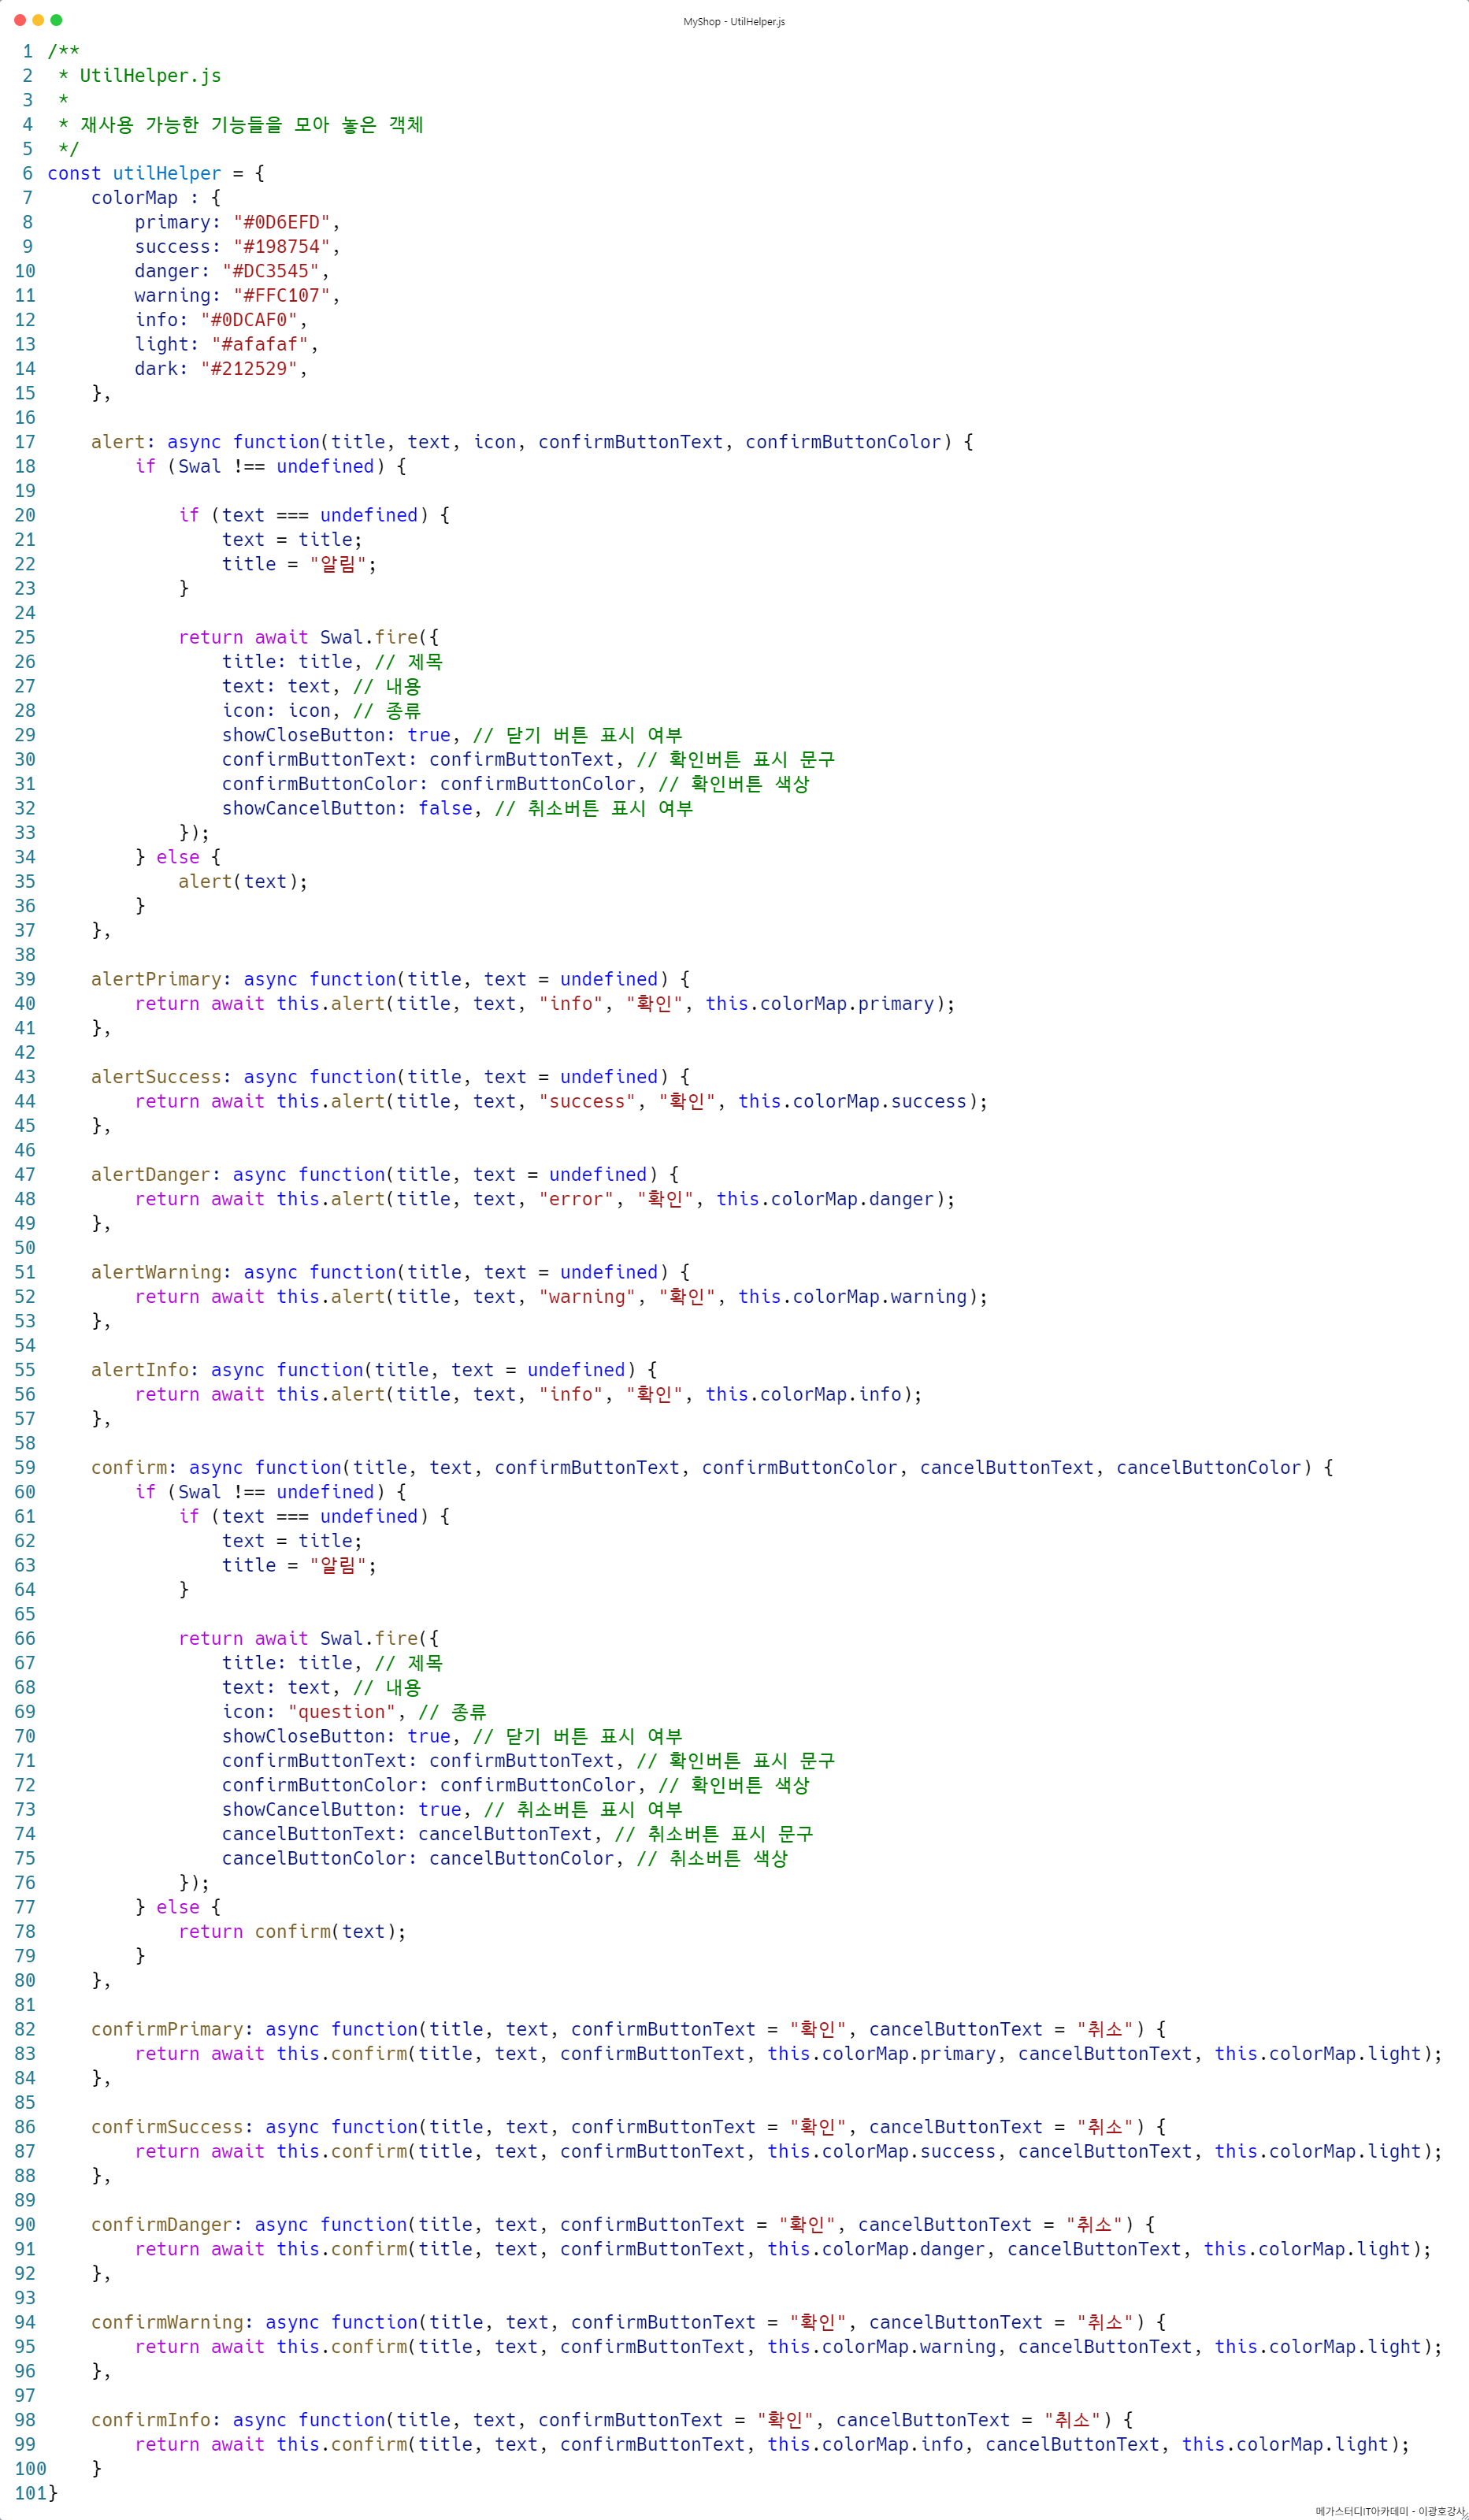 MyShop - UtilHelper.js
1 /**
2  * UtilHelper.js
3  *
4  * 재사용 가능한 기능들을 모아 놓은 객체
5  */
6 const utilHelper = {
7     colorMap : {
8         primary: "#0D6EFD",
9         success: "#198754",
10         danger: "#DC3545",
11         warning: "#FFC107",
12         info: "#0DCAF0",
13         light: "#afafaf",
14         dark: "#212529",
15     },
16
17     alert: async function(title, text, icon, confirmButtonText, confirmButtonColor) {
18         if (Swal !== undefined) {
19
20             if (text === undefined) {
21                 text = title;
22                 title = "알림";
23             }
24
25             return await Swal.fire({
26                 title: title, // 제목
27                 text: text, // 내용
28                 icon: icon, // 종류
29                 showCloseButton: true, // 닫기 버튼 표시 여부
30                 confirmButtonText: confirmButtonText, // 확인버튼 표시 문구
31                 confirmButtonColor: confirmButtonColor, // 확인버튼 색상
32                 showCancelButton: false, // 취소버튼 표시 여부
33             });
34         } else {
35             alert(text);
36         }
37     },
38
39     alertPrimary: async function(title, text = undefined) {
40         return await this.alert(title, text, "info", "확인", this.colorMap.primary);
41     },
42
43     alertSuccess: async function(title, text = undefined) {
44         return await this.alert(title, text, "success", "확인", this.colorMap.success);
45     },
46
47     alertDanger: async function(title, text = undefined) {
48         return await this.alert(title, text, "error", "확인", this.colorMap.danger);
49     },
50
51     alertWarning: async function(title, text = undefined) {
52         return await this.alert(title, text, "warning", "확인", this.colorMap.warning);
53     },
54
55     alertInfo: async function(title, text = undefined) {
56         return await this.alert(title, text, "info", "확인", this.colorMap.info);
57     },
58
59     confirm: async function(title, text, confirmButtonText, confirmButtonColor, cancelButtonText, cancelButtonColor) {
60         if (Swal !== undefined) {
61             if (text === undefined) {
62                 text = title;
63                 title = "알림";
64             }
65
66             return await Swal.fire({
67                 title: title, // 제목
68                 text: text, // 내용
69                 icon: "question", // 종류
70                 showCloseButton: true, // 닫기 버튼 표시 여부
71                 confirmButtonText: confirmButtonText, // 확인버튼 표시 문구
72                 confirmButtonColor: confirmButtonColor, // 확인버튼 색상
73                 showCancelButton: true, // 취소버튼 표시 여부
74                 cancelButtonText: cancelButtonText, // 취소버튼 표시 문구
75                 cancelButtonColor: cancelButtonColor, // 취소버튼 색상
76             });
77         } else {
78             return confirm(text);
79         }
80     },
81
82     confirmPrimary: async function(title, text, confirmButtonText = "확인", cancelButtonText = "취소") {
83         return await this.confirm(title, text, confirmButtonText, this.colorMap.primary, cancelButtonText, this.colorMap.light);
84     },
85
86     confirmSuccess: async function(title, text, confirmButtonText = "확인", cancelButtonText = "취소") {
87         return await this.confirm(title, text, confirmButtonText, this.colorMap.success, cancelButtonText, this.colorMap.light);
88     },
89
90     confirmDanger: async function(title, text, confirmButtonText = "확인", cancelButtonText = "취소") {
91         return await this.confirm(title, text, confirmButtonText, this.colorMap.danger, cancelButtonText, this.colorMap.light);
92     },
93
94     confirmWarning: async function(title, text, confirmButtonText = "확인", cancelButtonText = "취소") {
95         return await this.confirm(title, text, confirmButtonText, this.colorMap.warning, cancelButtonText, this.colorMap.light);
96     },
97
98     confirmInfo: async function(title, text, confirmButtonText = "확인", cancelButtonText = "취소") {
99         return await this.confirm(title, text, confirmButtonText, this.colorMap.info, cancelButtonText, this.colorMap.light);
100     }
101 }
메가스터디IT아카데미 - 이광호강사